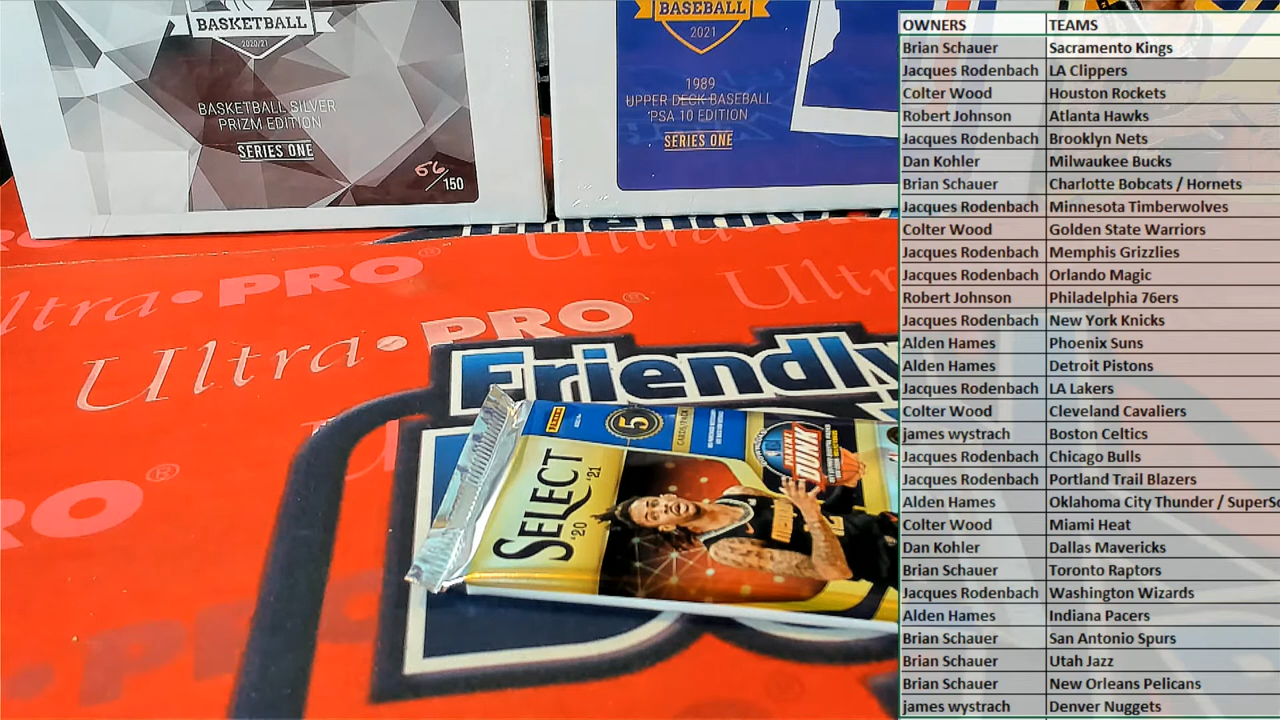 BASKETBALL
2020/21
BASKETBALL SILVER
PRIZM EDITION
SERIES ONE
56/150
BASEBALL
2021
1989
UPPER DECK BASEBALL
PSA 10 EDITION
SERIES ONE
Ultra PRO®
Ultra PRO®
Ultra
PRO®
Friendly
PANINI
5
CARDS/PACK
SELECT
'20 '21
DUNK
OWNERS TEAMS
Brian Schauer Sacramento Kings
Jacques Rodenbach LA Clippers
Colter Wood Houston Rockets
Robert Johnson Atlanta Hawks
Jacques Rodenbach Brooklyn Nets
Dan Kohler Milwaukee Bucks
Brian Schauer Charlotte Bobcats / Hornets
Jacques Rodenbach Minnesota Timberwolves
Colter Wood Golden State Warriors
Jacques Rodenbach Memphis Grizzlies
Jacques Rodenbach Orlando Magic
Robert Johnson Philadelphia 76ers
Jacques Rodenbach New York Knicks
Alden Hames Phoenix Suns
Alden Hames Detroit Pistons
Jacques Rodenbach LA Lakers
Colter Wood Cleveland Cavaliers
james wystrach Boston Celtics
Jacques Rodenbach Chicago Bulls
Jacques Rodenbach Portland Trail Blazers
Alden Hames Oklahoma City Thunder / SuperSo
Colter Wood Miami Heat
Dan Kohler Dallas Mavericks
Brian Schauer Toronto Raptors
Jacques Rodenbach Washington Wizards
Alden Hames Indiana Pacers
Brian Schauer San Antonio Spurs
Brian Schauer Utah Jazz
Brian Schauer New Orleans Pelicans
james wystrach Denver Nuggets